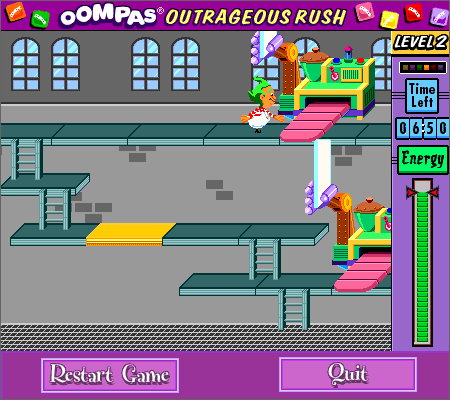 OOMPAS® OUTRAGEOUS RUSH
LEVEL 2
Time
Left
06:50
Energy
Restart Game
Quit